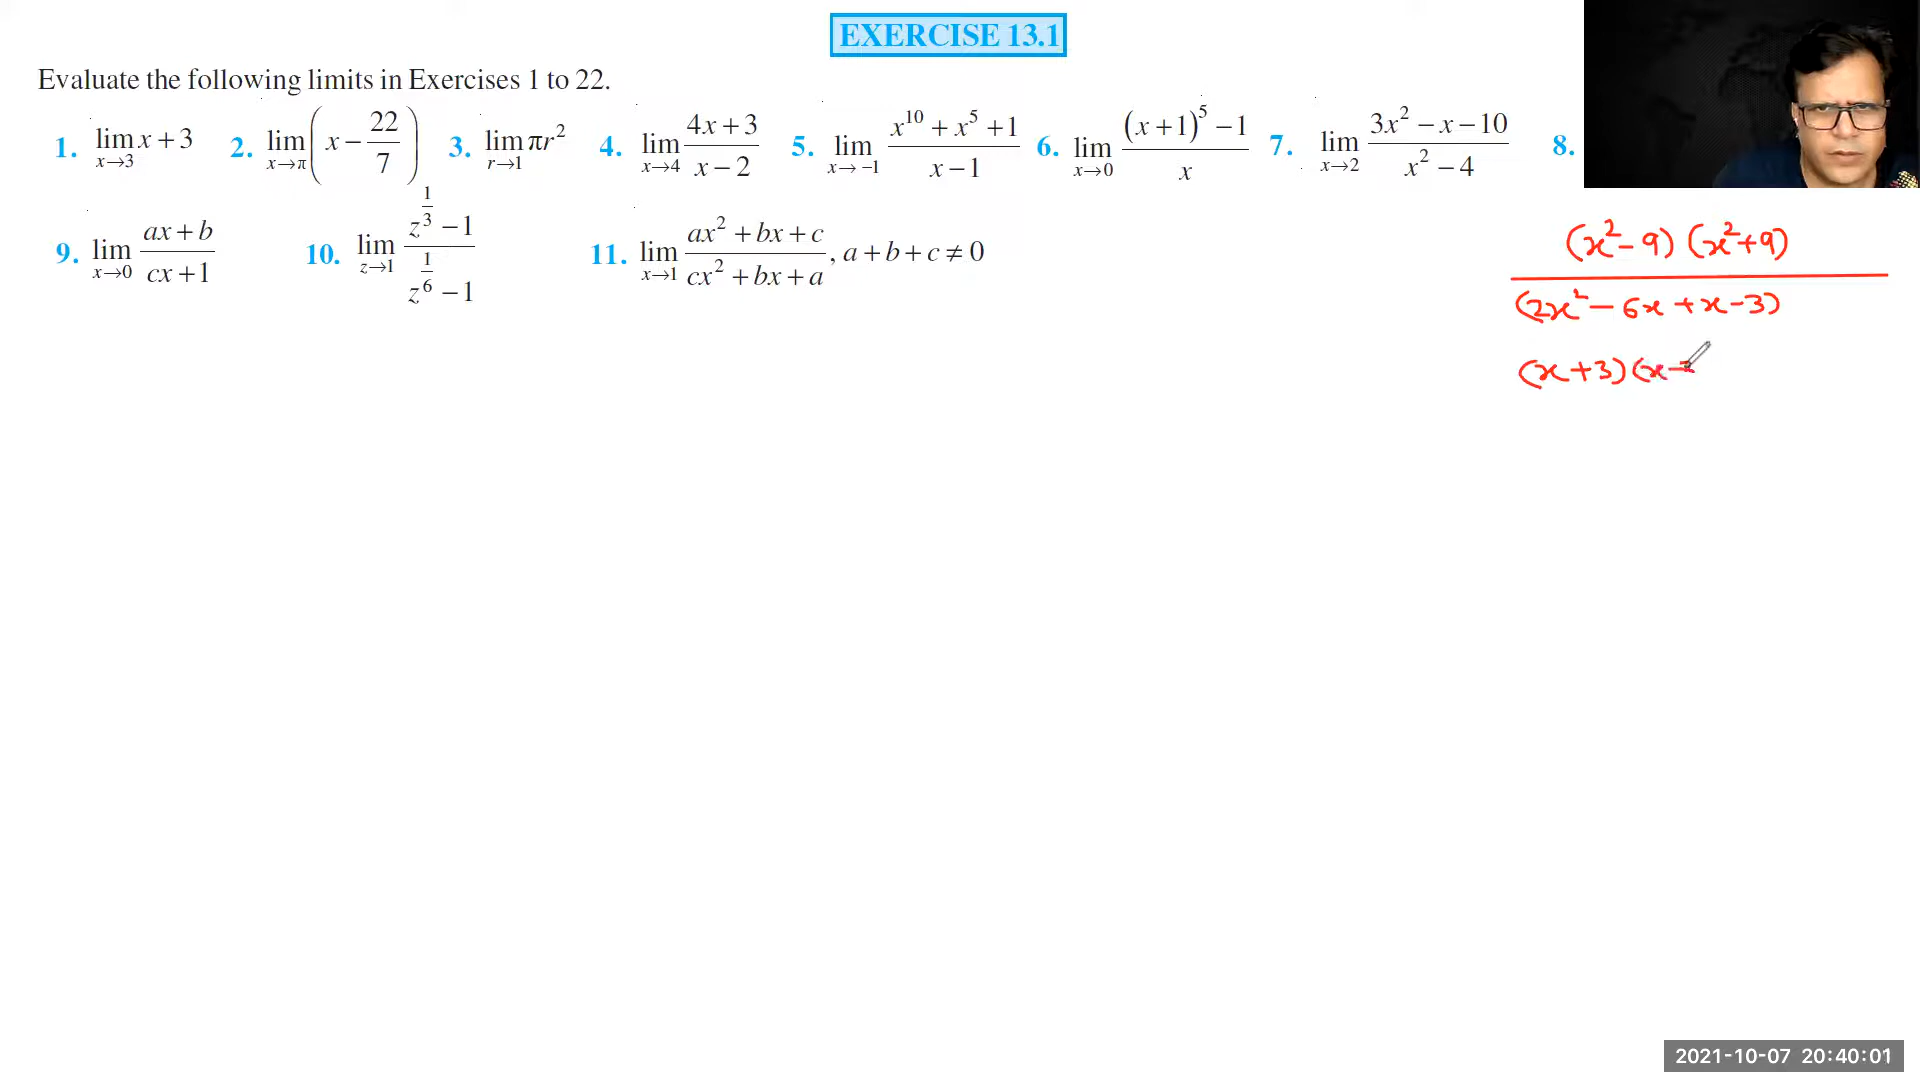 EXERCISE 13.1
Evaluate the following limits in Exercises 1 to 22.
1. lim x→3 x + 3 2. lim x→π (x − 22/7) 3. lim r→1 πr² 4. lim x→4 (4x + 3)/(x − 2) 5. lim x→ −1 (x¹⁰ + x⁵ + 1)/(x − 1) 6. lim x→0 ((x + 1)⁵ − 1)/x 7. lim x→2 (3x² − x − 10)/(x² − 4) 8.
9. lim x→0 (ax + b)/(cx + 1) 10. lim z→1 (z^(1/3) − 1)/(z^(1/6) − 1) 11. lim x→1 (ax² + bx + c)/(cx² + bx + a), a + b + c ≠ 0
(x² − 9) (x² + 9)
(2x² − 6x + x − 3)
(x + 3) (x −
2021-10-07 20:40:01